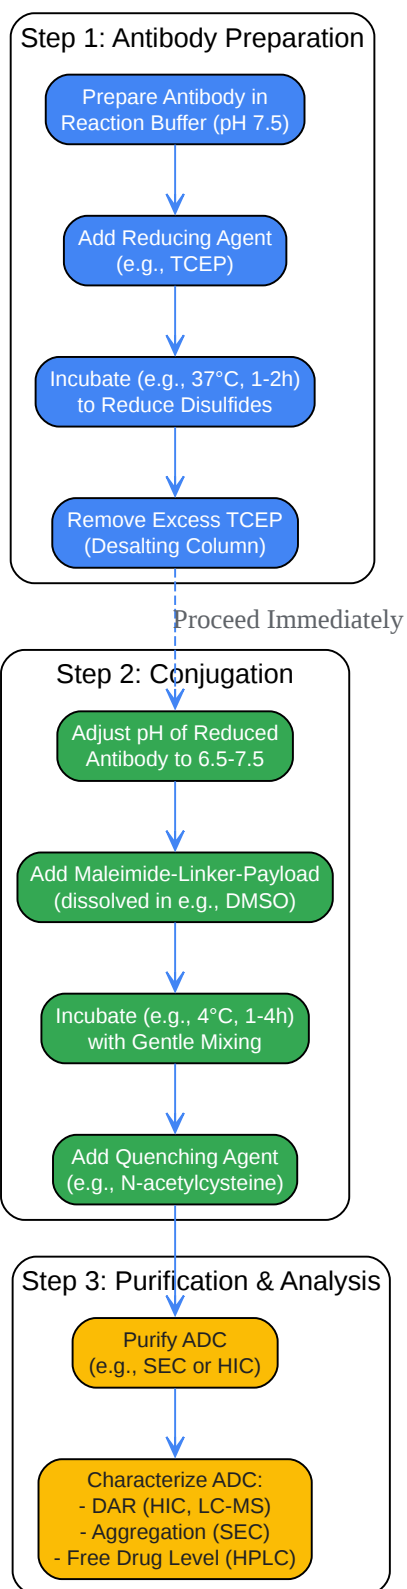 Step 1: Antibody Preparation
Prepare Antibody in
Reaction Buffer (pH 7.5)
Add Reducing Agent
(e.g., TCEP)
Incubate (e.g., 37°C, 1-2h)
to Reduce Disulfides
Remove Excess TCEP
(Desalting Column)
Proceed Immediately
Step 2: Conjugation
Adjust pH of Reduced
Antibody to 6.5-7.5
Add Maleimide-Linker-Payload
(dissolved in e.g., DMSO)
Incubate (e.g., 4°C, 1-4h)
with Gentle Mixing
Add Quenching Agent
(e.g., N-acetylcysteine)
Step 3: Purification & Analysis
Purify ADC
(e.g., SEC or HIC)
Characterize ADC:
- DAR (HIC, LC-MS)
- Aggregation (SEC)
- Free Drug Level (HPLC)